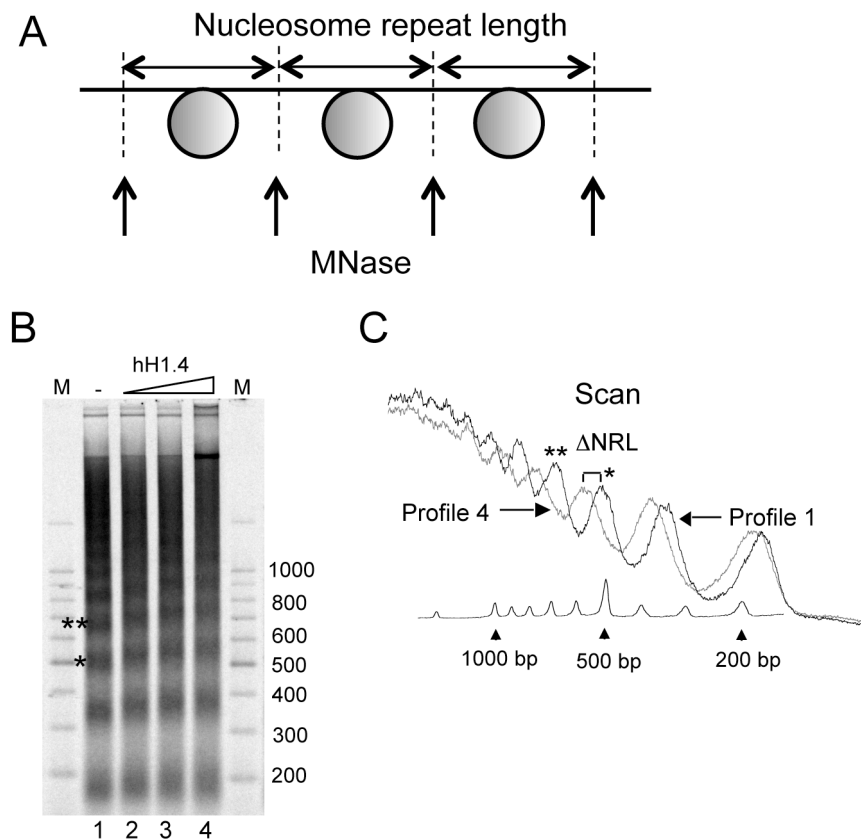 A
Nucleosome repeat length
MNase
B
hH1.4
M - M
**
*
1000
800
600
500
400
300
200
1 2 3 4
C
Scan
ΔNRL
** *
Profile 4
Profile 1
1000 bp 500 bp 200 bp